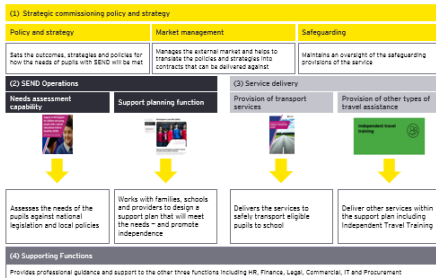 (1) Strategic commissioning policy and strategy
Policy and strategy
Market management
Safeguarding
Sets the outcomes, strategies and policies for
how the needs of pupils with SEND will be met
Manages the external market and helps to
translate the policies and strategies into
contracts that can be delivered against
Maintains an oversight of the safeguarding
provisions of the service
(2) SEND Operations
(3) Service delivery
Needs assessment
capability
Support planning function
Provision of transport
services
Provision of other types of
travel assistance
Independent travel
training
Assesses the needs of the
pupils against national
legislation and local policies
Works with families, schools
and providers to design a
support plan that will meet
the needs – and promote
independence
Delivers the services to
safely transport eligible
pupils to school
Deliver other services within
the support plan including
Independent Travel Training
(4) Supporting Functions
Provides professional guidance and support to the other three functions including HR, Finance, Legal, Commercial, IT and Procurement